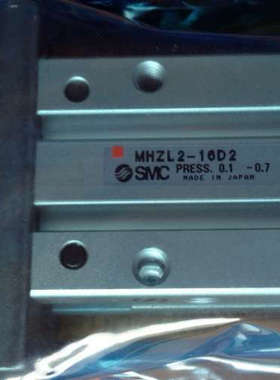 MHZL2-16D2
SMC PRESS. 0.1 -0.7
MADE IN JAPAN